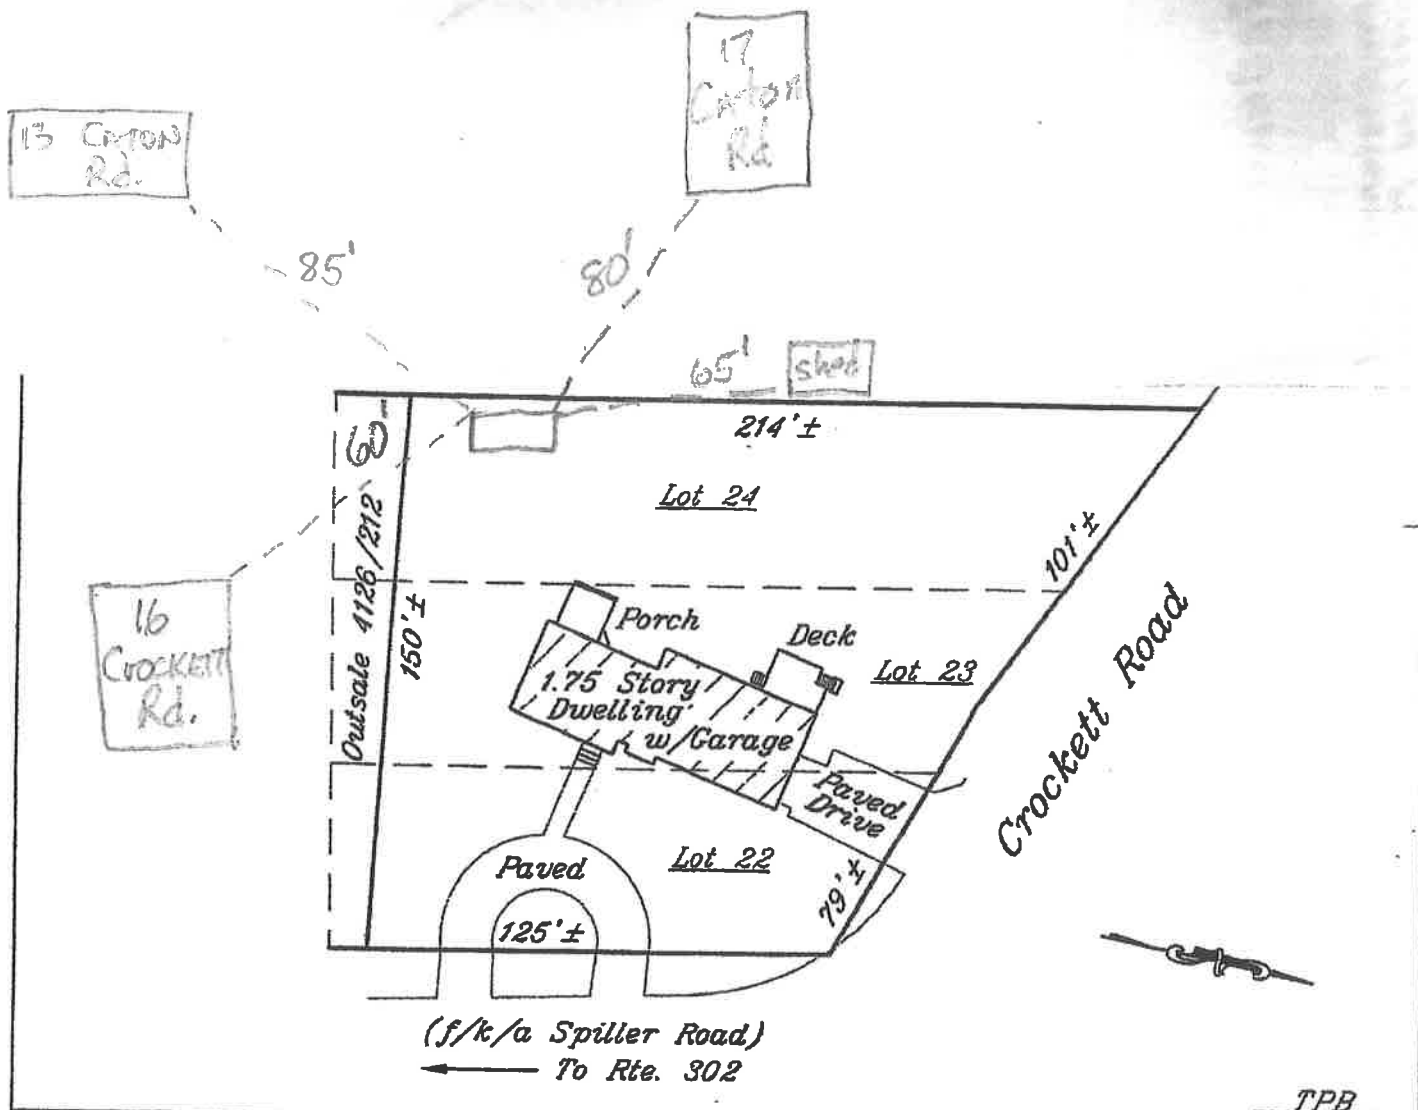 17
Caton
Rd
13 CATON
Rd.
85'
80'
65'
shed
60'
214'±
Lot 24
101'±
Outsale 4126/212
150'±
16
Crockett
Rd.
Porch
Deck
Lot 23
1.75 Story
Dwelling
w/Garage
Crockett Road
Paved
Drive
Lot 22
Paved
79'±
125'±
(f/k/a Spiller Road)
To Rte. 302
TPB